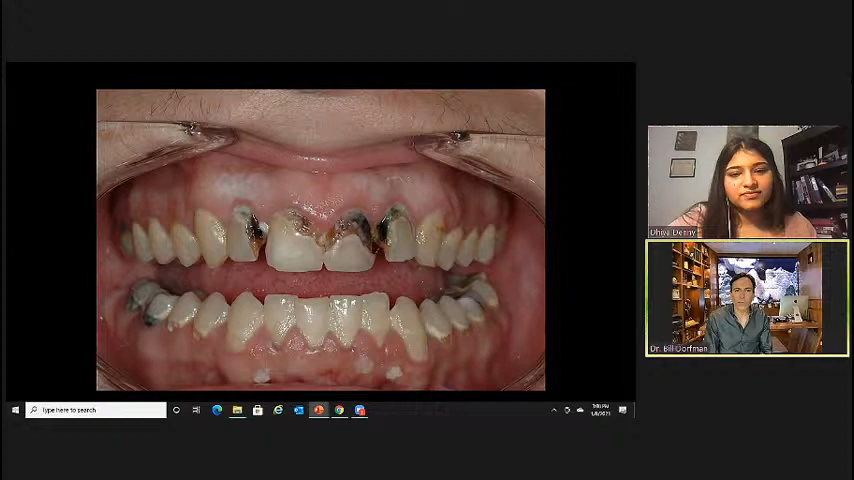 Dhiya Denny
Dr. Bill Dorfman
Type here to search